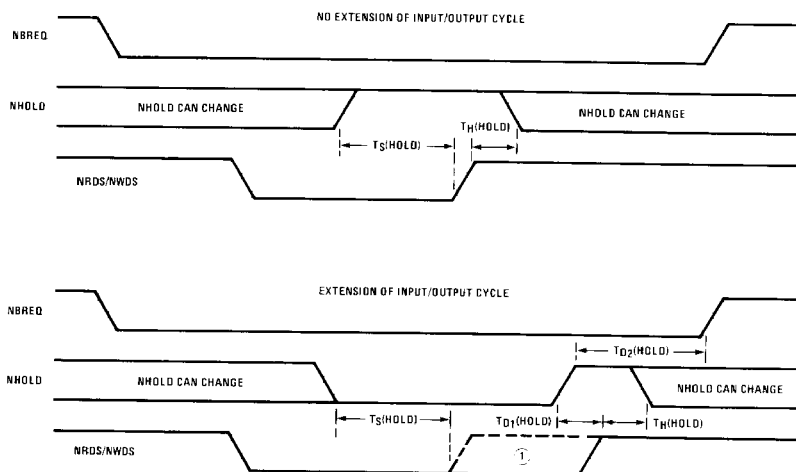 NO EXTENSION OF INPUT/OUTPUT CYCLE
NBREQ
NHOLD
NHOLD CAN CHANGE
NHOLD CAN CHANGE
TS(HOLD)
TH(HOLD)
NRDS/NWDS
EXTENSION OF INPUT/OUTPUT CYCLE
NBREQ
TD2(HOLD)
NHOLD
NHOLD CAN CHANGE
NHOLD CAN CHANGE
TS(HOLD)
TD1(HOLD)
TH(HOLD)
NRDS/NWDS
①